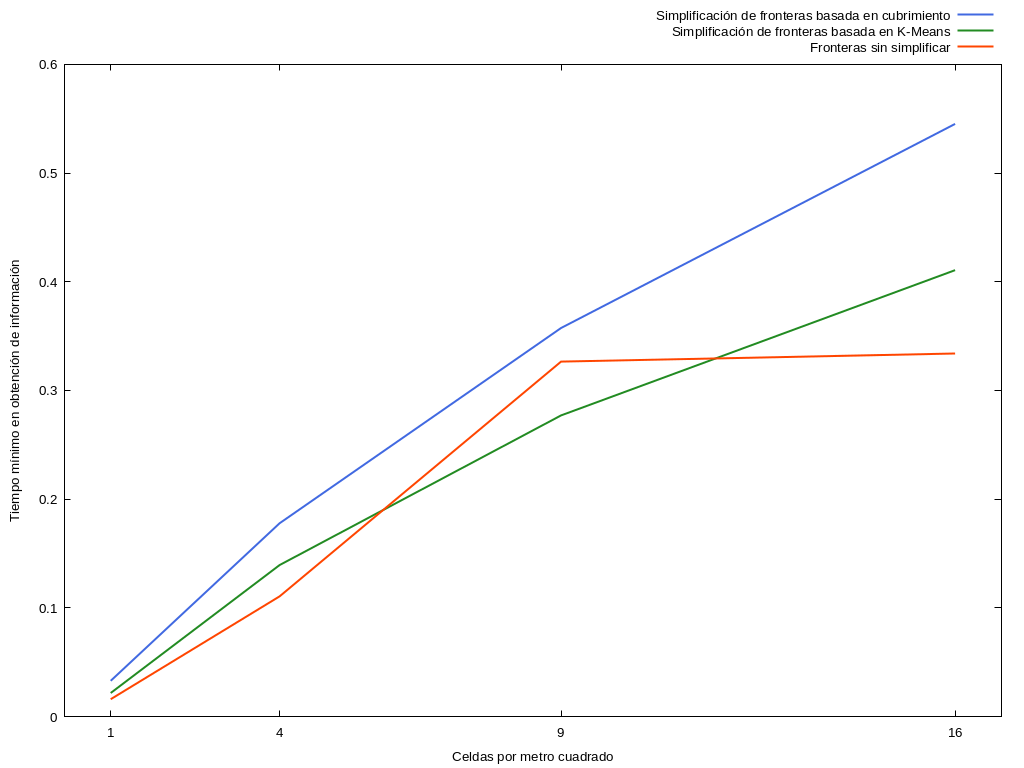 Simplificación de fronteras basada en cubrimiento
Simplificación de fronteras basada en K-Means
Fronteras sin simplificar
0.6
0.5
0.4
0.3
0.2
0.1
0
Tiempo mínimo en obtención de información
1 4 9 16
Celdas por metro cuadrado